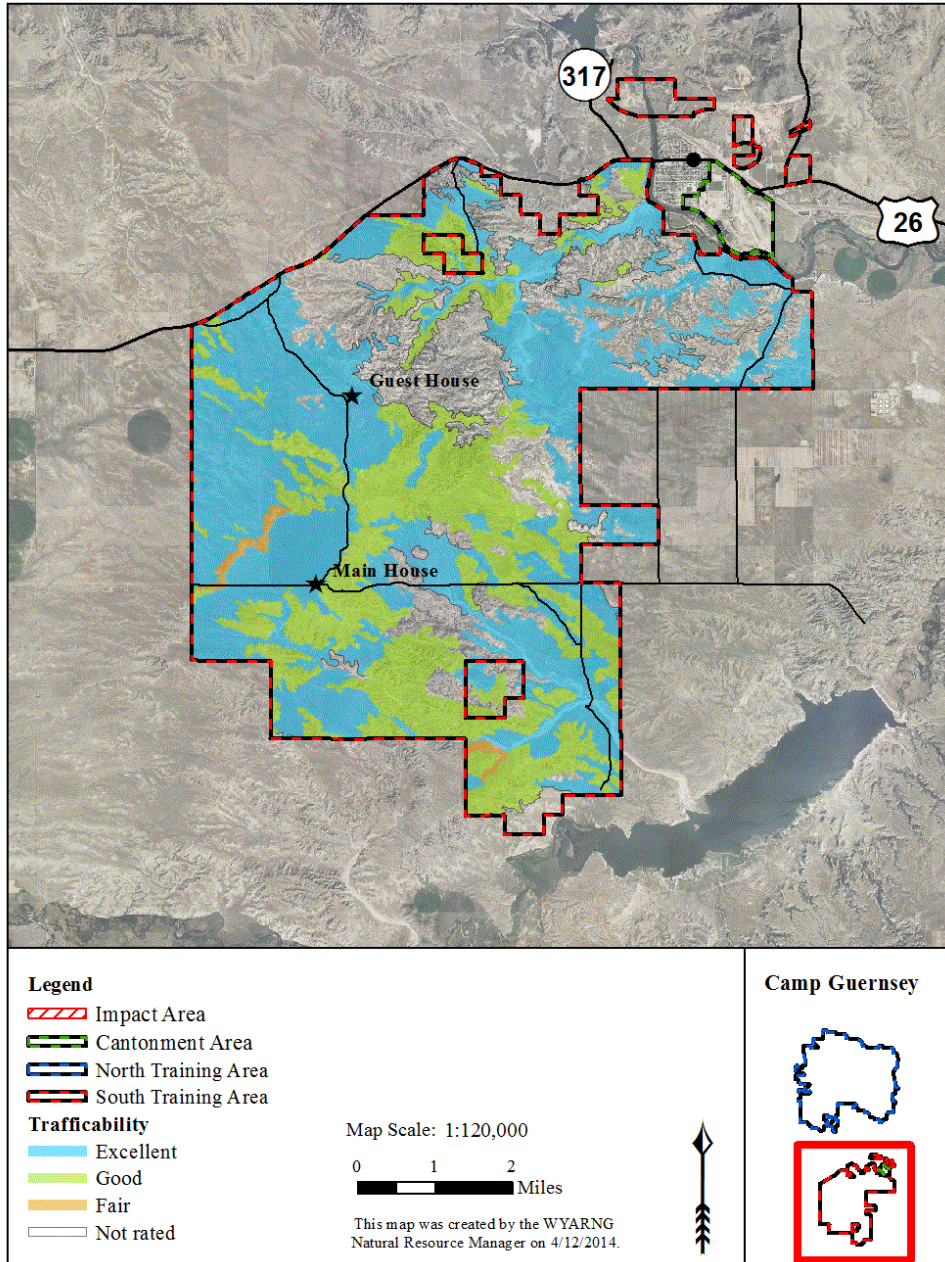 317
26
Guest House
Main House
Legend
Impact Area
Cantonment Area
North Training Area
South Training Area
Trafficability
Excellent
Good
Fair
Not rated
Map Scale: 1:120,000
0 1 2
Miles
This map was created by the WYARNG
Natural Resource Manager on 4/12/2014.
Camp Guernsey